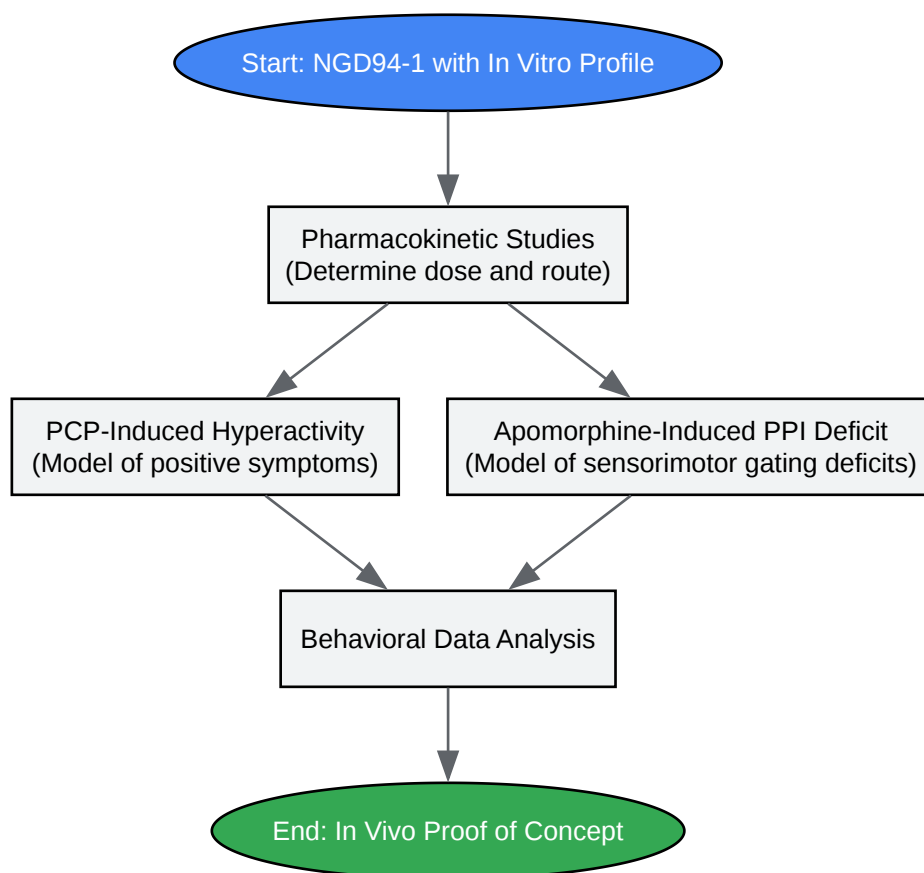 Start: NGD94-1 with In Vitro Profile
Pharmacokinetic Studies
(Determine dose and route)
PCP-Induced Hyperactivity
(Model of positive symptoms)
Apomorphine-Induced PPI Deficit
(Model of sensorimotor gating deficits)
Behavioral Data Analysis
End: In Vivo Proof of Concept